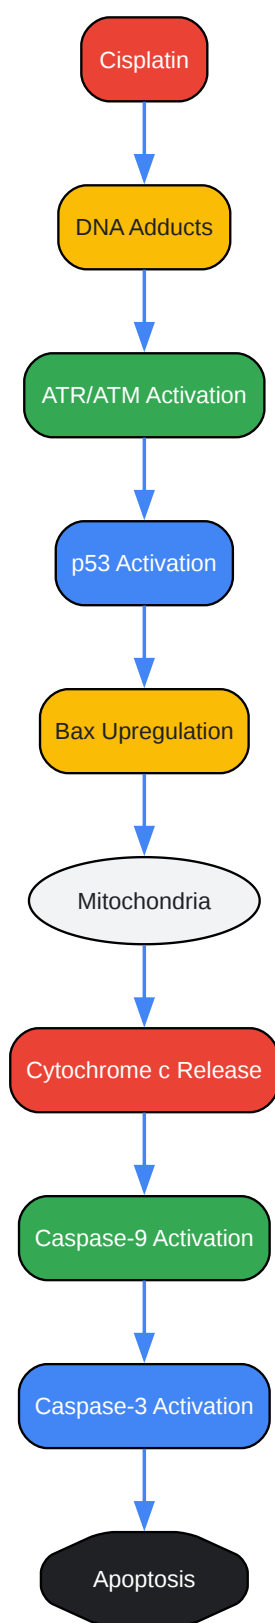 Cisplatin
DNA Adducts
ATR/ATM Activation
p53 Activation
Bax Upregulation
Mitochondria
Cytochrome c Release
Caspase-9 Activation
Caspase-3 Activation
Apoptosis